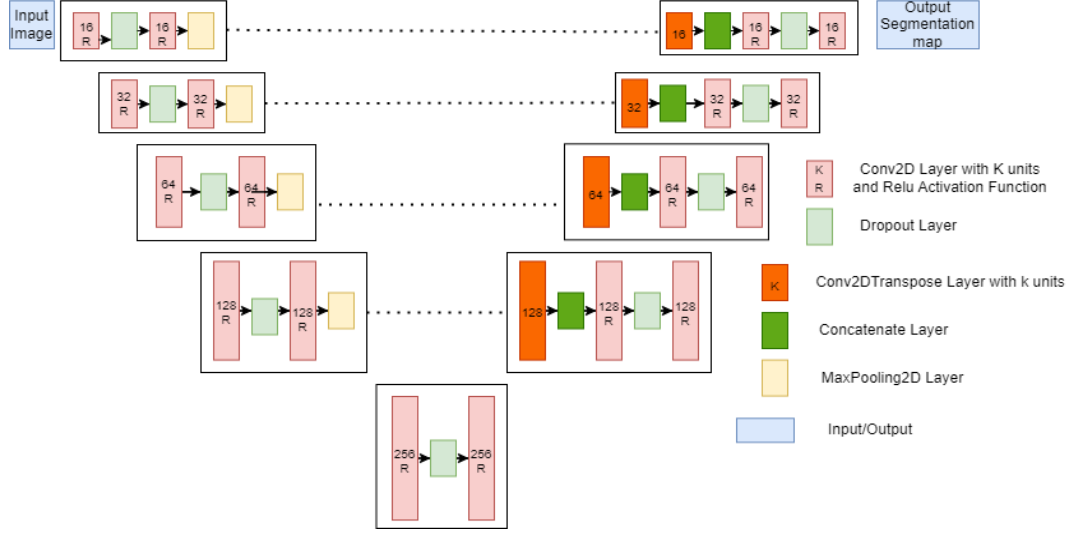 Input
Image
16
R
16
R
16
16
R
16
R
Output
Segmentation
map
32
R
32
R
32
32
R
32
R
64
R
64
R
64
64
R
64
R
K
R
Conv2D Layer with K units
and Relu Activation Function
Dropout Layer
128
R
128
R
128
128
R
128
R
K
Conv2DTranspose Layer with k units
Concatenate Layer
MaxPooling2D Layer
Input/Output
256
R
256
R